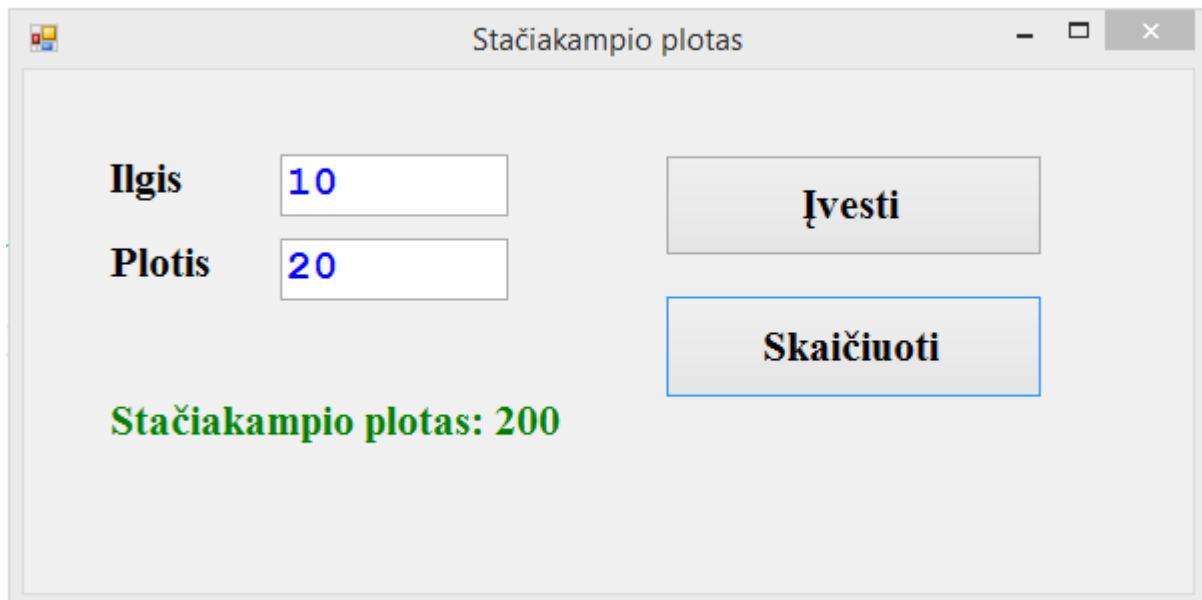 Stačiakampio plotas
Ilgis 10 Įvesti
Plotis 20
Skaičiuoti
Stačiakampio plotas: 200